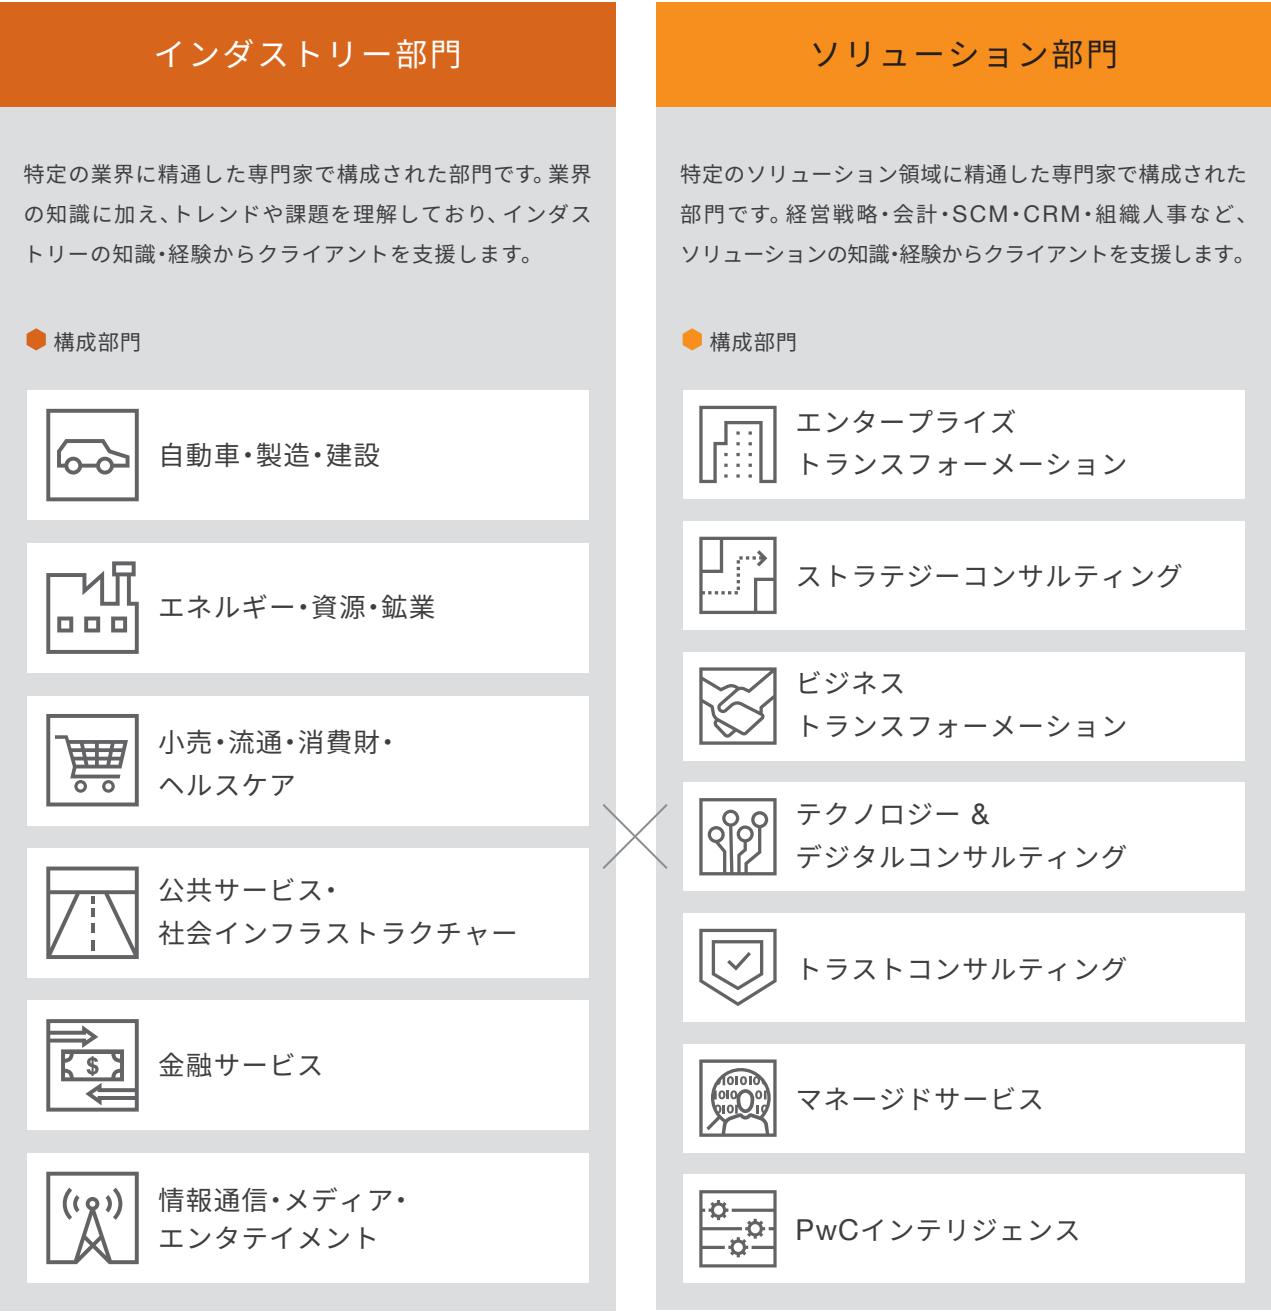 インダストリー部門
特定の業界に精通した専門家で構成された部門です。業界
の知識に加え、トレンドや課題を理解しており、インダス
トリーの知識・経験からクライアントを支援します。
構成部門
自動車・製造・建設
エネルギー・資源・鉱業
小売・流通・消費財・
ヘルスケア
公共サービス・
社会インフラストラクチャー
$
金融サービス
情報通信・メディア・
エンタテイメント
ソリューション部門
特定のソリューション領域に精通した専門家で構成された
部門です。経営戦略・会計・SCM・CRM・組織人事など、
ソリューションの知識・経験からクライアントを支援します。
構成部門
エンタープライズ
トランスフォーメーション
ストラテジーコンサルティング
ビジネス
トランスフォーメーション
テクノロジー &
デジタルコンサルティング
トラストコンサルティング
マネージドサービス
PwCインテリジェンス